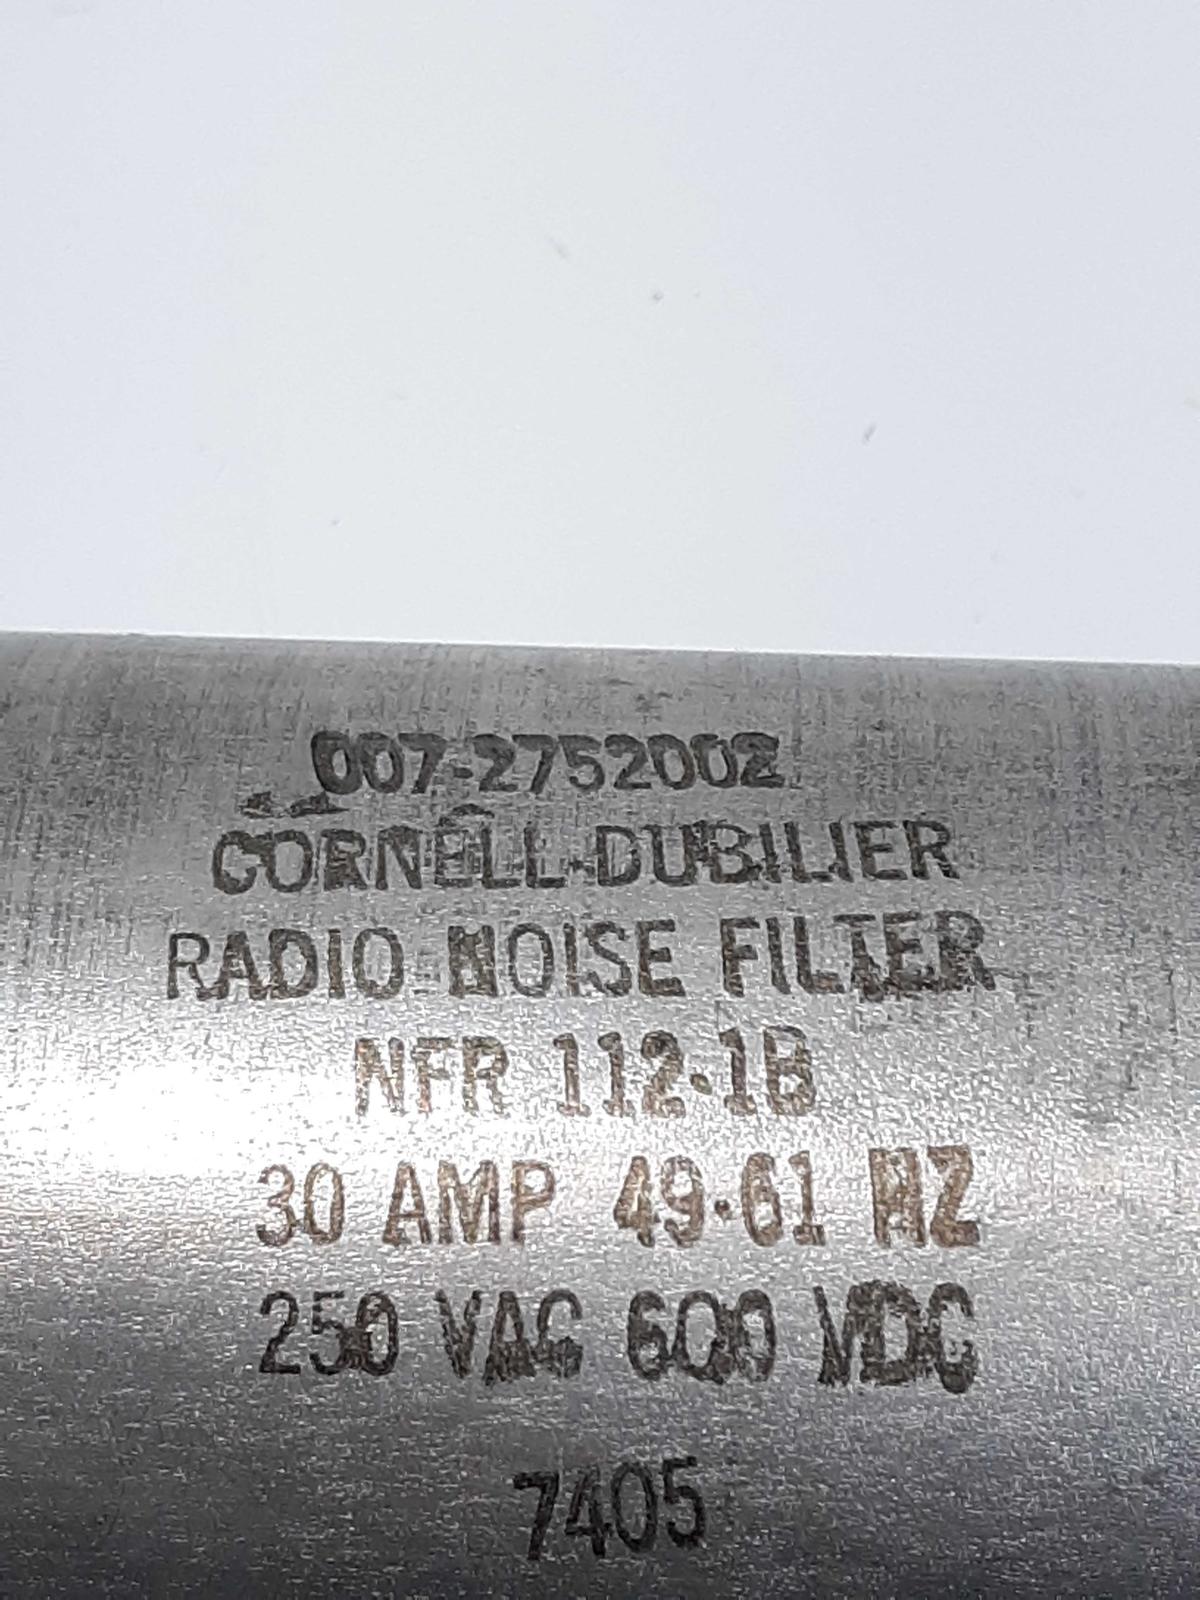 007-2752002
CORNELL-DUBILIER
RADIO NOISE FILTER
NFR 112-1B
30 AMP 49-61 HZ
250 VAC 600 VDC
7405